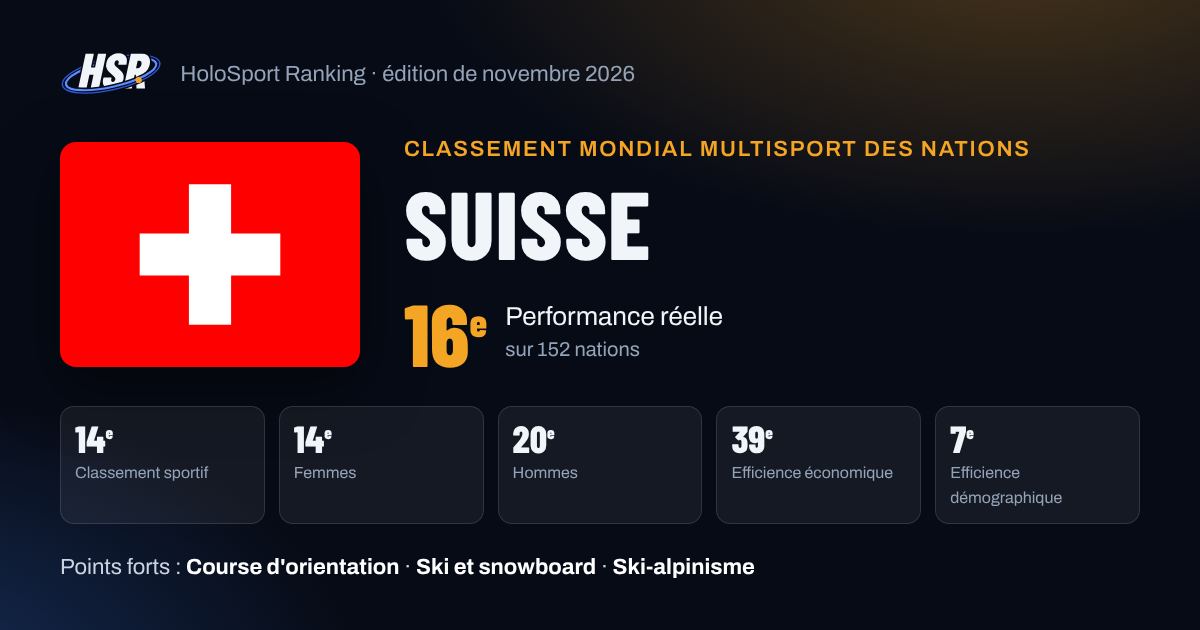 HSR
HoloSport Ranking · édition de novembre 2026
CLASSEMENT MONDIAL MULTISPORT DES NATIONS
SUISSE
16e
Performance réelle
sur 152 nations
14e
Classement sportif
14e
Femmes
20e
Hommes
39e
Efficience économique
7e
Efficience
démographique
Points forts : Course d'orientation · Ski et snowboard · Ski-alpinisme